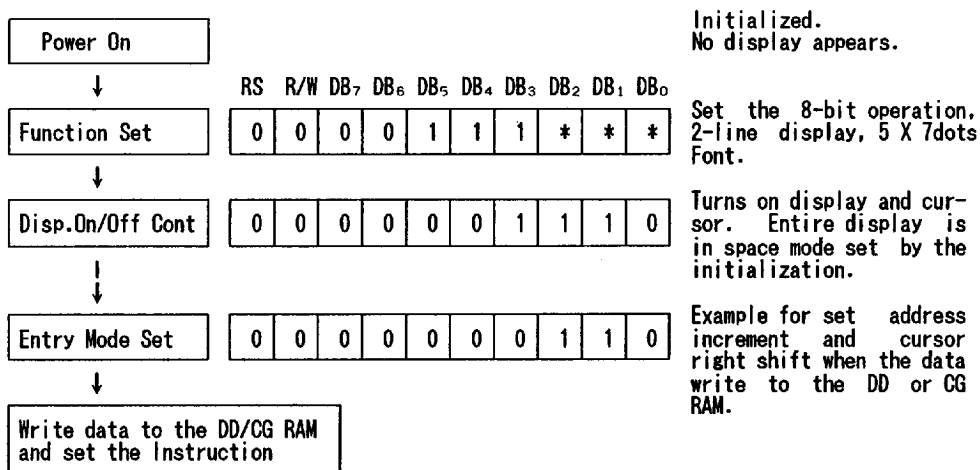 Power On
Initialized.
No display appears.
RS R/W DB₇ DB₆ DB₅ DB₄ DB₃ DB₂ DB₁ DB₀
Function Set
0 0 0 0 1 1 1 * * *
Set the 8-bit operation,
2-line display, 5 X 7dots
Font.
Disp.On/Off Cont
0 0 0 0 0 0 1 1 1 0
Turns on display and cur-
sor. Entire display is
in space mode set by the
initialization.
Entry Mode Set
0 0 0 0 0 0 0 1 1 0
Example for set address
increment and cursor
right shift when the data
write to the DD or CG
RAM.
Write data to the DD/CG RAM
and set the Instruction